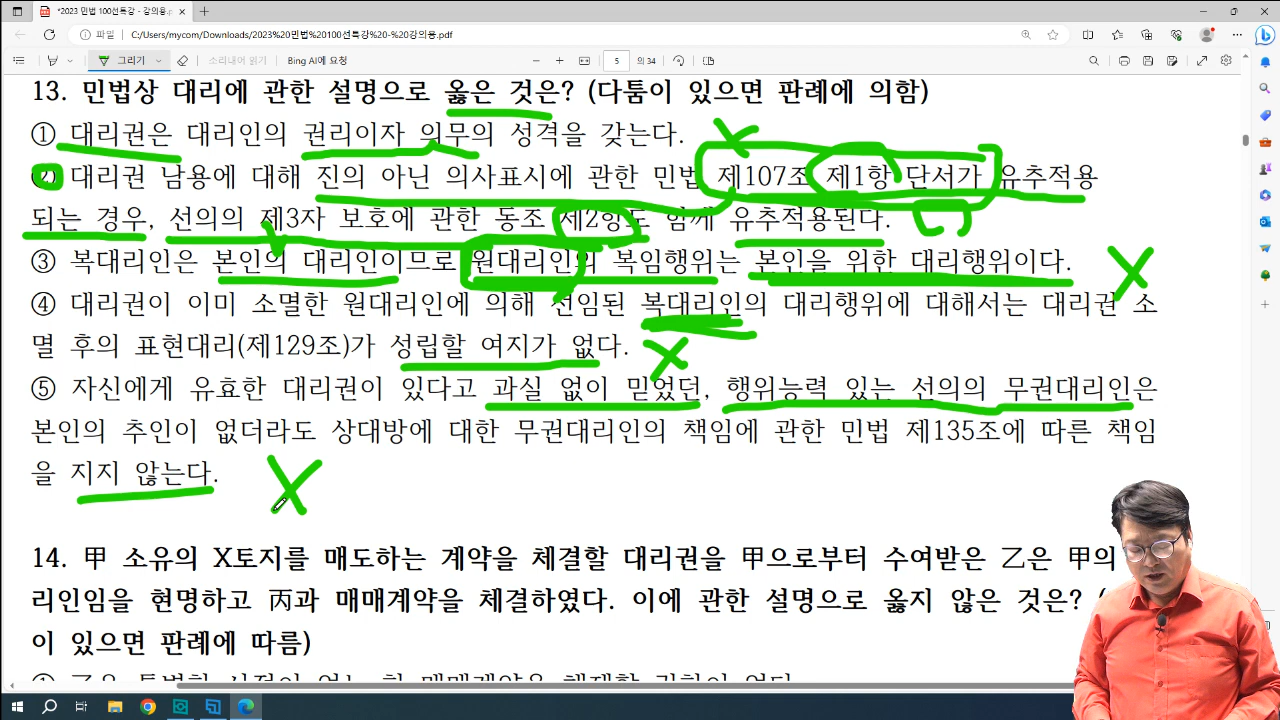 *2023 민법 100선특강 - 강의용.p
파일 C:/Users/mycom/Downloads/2023%20민법%20100선특강%20-%20강의용.pdf
그리기 소리내어 읽기 Bing AI에 요청 5 의 34
13. 민법상 대리에 관한 설명으로 옳은 것은? (다툼이 있으면 판례에 의함)
① 대리권은 대리인의 권리이자 의무의 성격을 갖는다.
② 대리권 남용에 대해 진의 아닌 의사표시에 관한 민법 제107조 제1항 단서가 유추적용
되는 경우, 선의의 제3자 보호에 관한 동조 제2항도 함께 유추적용된다.
③ 복대리인은 본인의 대리인이므로 원대리인의 복임행위는 본인을 위한 대리행위이다.
④ 대리권이 이미 소멸한 원대리인에 의해 선임된 복대리인의 대리행위에 대해서는 대리권 소
멸 후의 표현대리(제129조)가 성립할 여지가 없다.
⑤ 자신에게 유효한 대리권이 있다고 과실 없이 믿었던, 행위능력 있는 선의의 무권대리인은
본인의 추인이 없더라도 상대방에 대한 무권대리인의 책임에 관한 민법 제135조에 따른 책임
을 지지 않는다.
14. 甲 소유의 X토지를 매도하는 계약을 체결할 대리권을 甲으로부터 수여받은 乙은 甲의
리인임을 현명하고 丙과 매매계약을 체결하였다. 이에 관한 설명으로 옳지 않은 것은? (
이 있으면 판례에 따름)